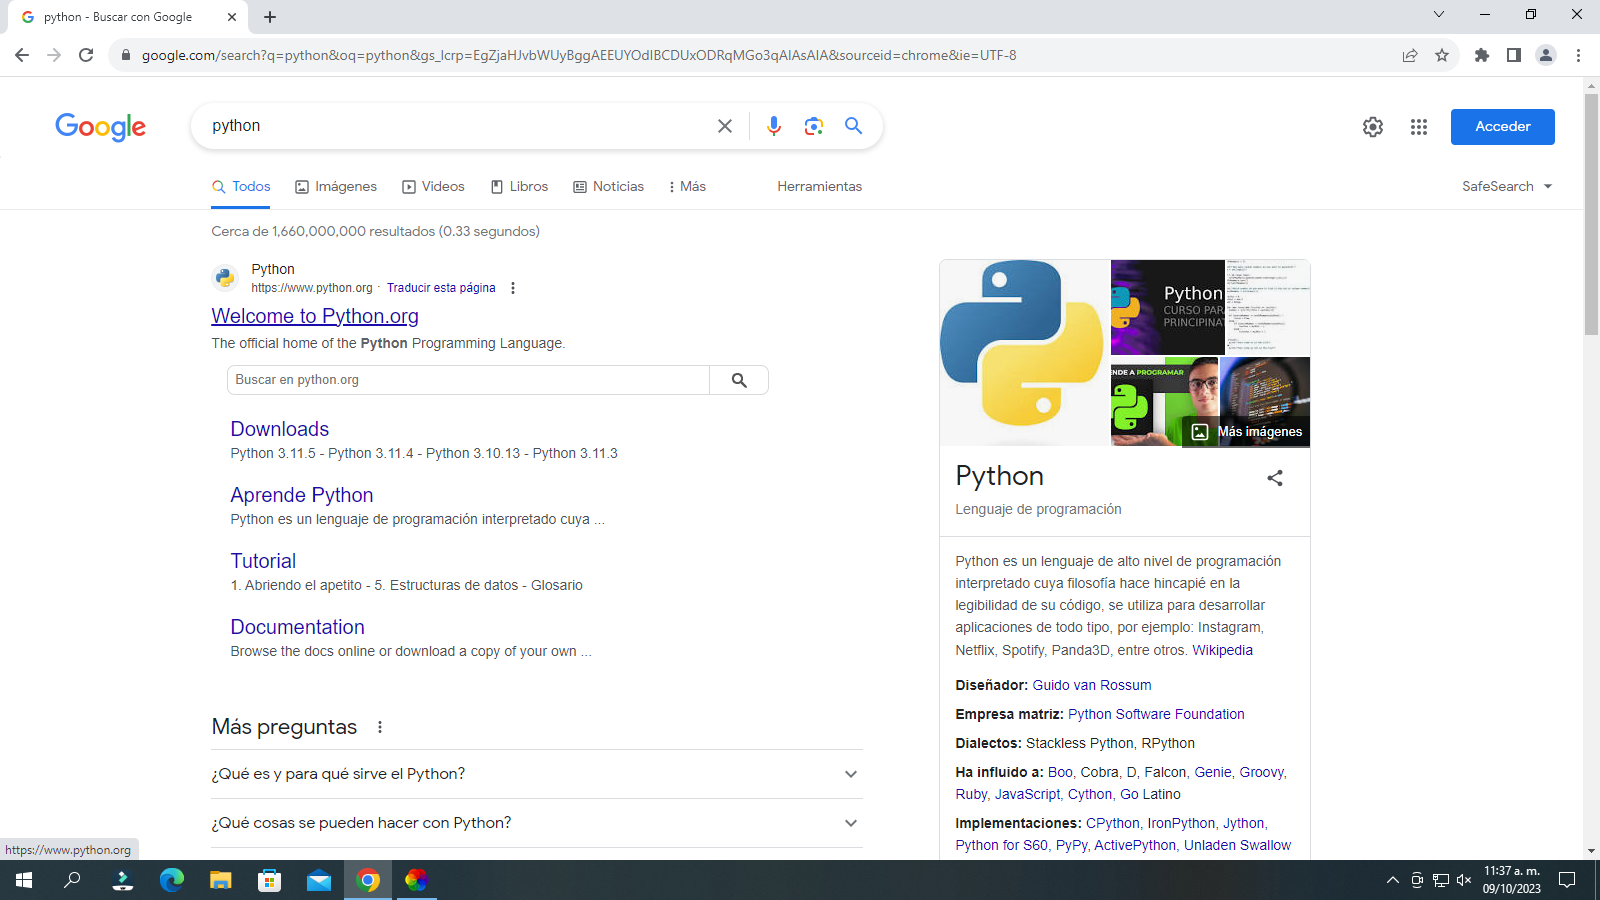 python - Buscar con Google
google.com/search?q=python&oq=python&gs_lcrp=EgZjaHJvbWUyBggAEEUYOdIBCDUxODRqMGo3qAIAsAIA&sourceid=chrome&ie=UTF-8
Google
python
Acceder
Todos
Imágenes
Videos
Libros
Noticias
Más
Herramientas
SafeSearch
Cerca de 1,660,000,000 resultados (0.33 segundos)
Python
https://www.python.org · Traducir esta página
Welcome to Python.org
The official home of the Python Programming Language.
Buscar en python.org
Downloads
Python 3.11.5 - Python 3.11.4 - Python 3.10.13 - Python 3.11.3
Aprende Python
Python es un lenguaje de programación interpretado cuya ...
Tutorial
1. Abriendo el apetito - 5. Estructuras de datos - Glosario
Documentation
Browse the docs online or download a copy of your own ...
Más preguntas
¿Qué es y para qué sirve el Python?
¿Qué cosas se pueden hacer con Python?
Python
CURSO PAR
PRINCIPINAT
NDE A PROGRAMAR
Más imágenes
Python
Lenguaje de programación
Python es un lenguaje de alto nivel de programación
interpretado cuya filosofía hace hincapié en la
legibilidad de su código, se utiliza para desarrollar
aplicaciones de todo tipo, por ejemplo: Instagram,
Netflix, Spotify, Panda3D, entre otros. Wikipedia
Diseñador: Guido van Rossum
Empresa matriz: Python Software Foundation
Dialectos: Stackless Python, RPython
Ha influido a: Boo, Cobra, D, Falcon, Genie, Groovy,
Ruby, JavaScript, Cython, Go Latino
Implementaciones: CPython, IronPython, Jython,
Python for S60, PyPy, ActivePython, Unladen Swallow
https://www.python.org
11:37 a. m.
09/10/2023